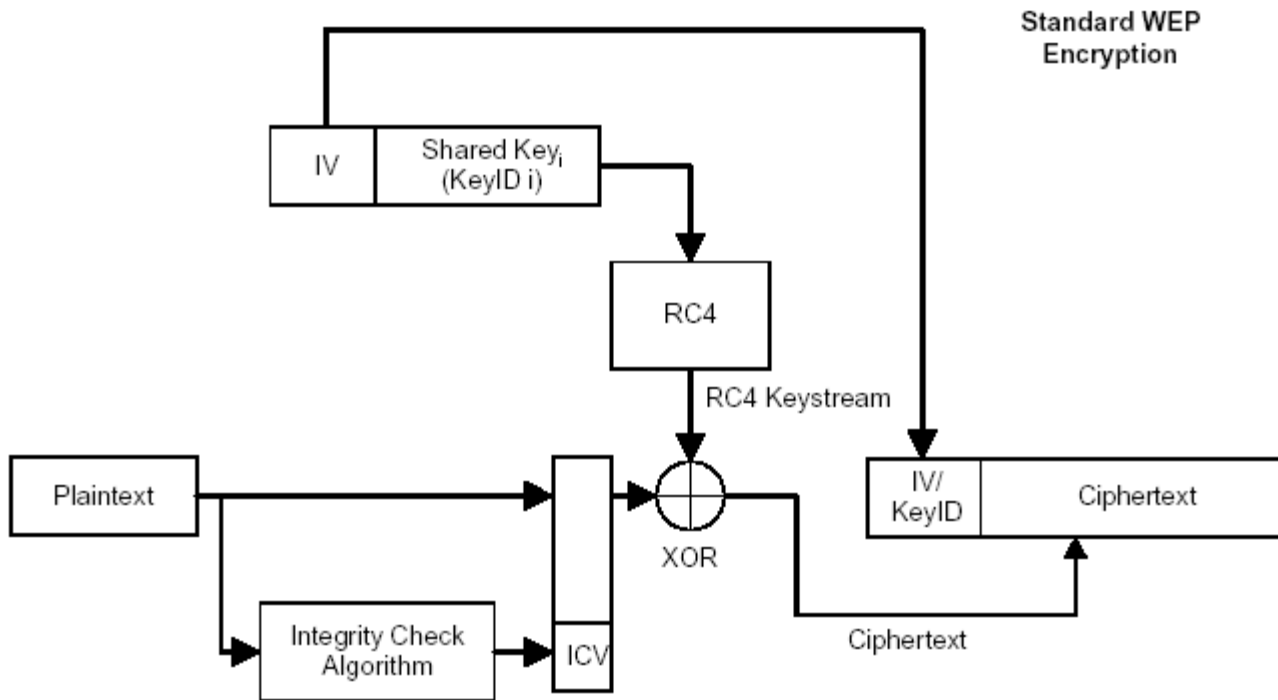 Standard WEP
Encryption
IV
Shared Keyi
(KeyID i)
RC4
RC4 Keystream
Plaintext
IV/
KeyID
Ciphertext
XOR
Integrity Check
Algorithm
ICV
Ciphertext